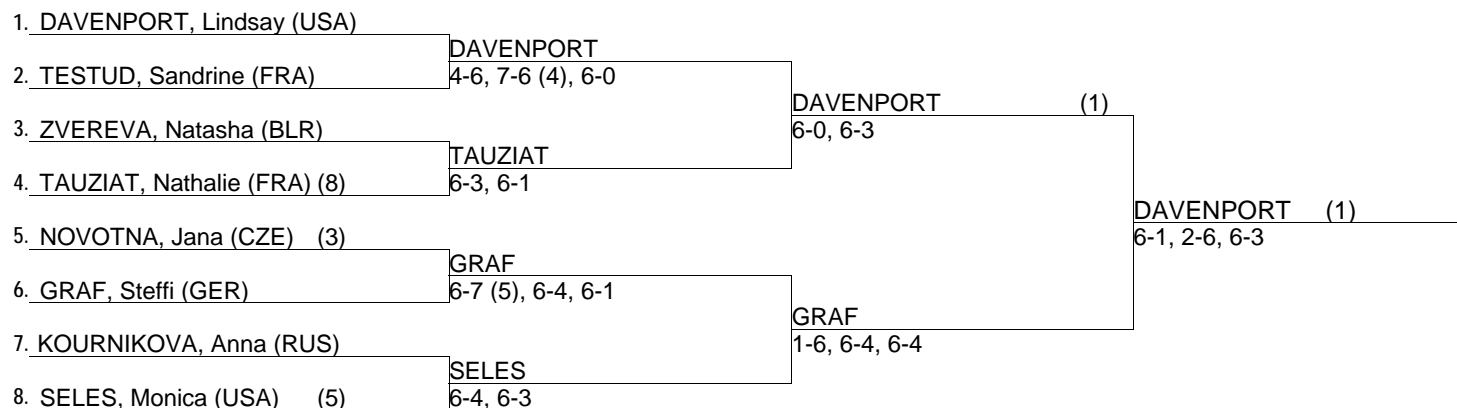 1. DAVENPORT, Lindsay (USA)
DAVENPORT
2. TESTUD, Sandrine (FRA)
4-6, 7-6 (4), 6-0
DAVENPORT (1)
3. ZVEREVA, Natasha (BLR)
6-0, 6-3
TAUZIAT
4. TAUZIAT, Nathalie (FRA) (8)
6-3, 6-1
DAVENPORT (1)
5. NOVOTNA, Jana (CZE) (3)
6-1, 2-6, 6-3
GRAF
6. GRAF, Steffi (GER)
6-7 (5), 6-4, 6-1
GRAF
7. KOURNIKOVA, Anna (RUS)
1-6, 6-4, 6-4
SELES
8. SELES, Monica (USA) (5)
6-4, 6-3